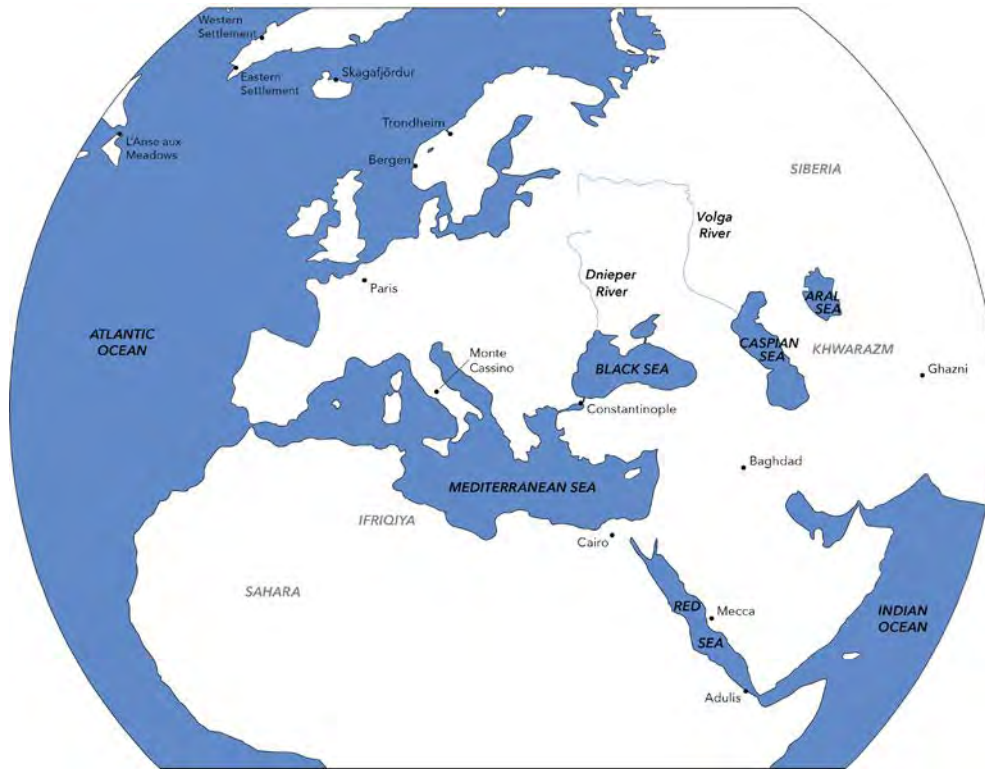 Western
Settlement
Eastern
Settlement
Skagafjördur
L'Anse aux
Meadows
Trondheim
Bergen
SIBERIA
Volga
River
Dnieper
River
Paris
ARAL
SEA
ATLANTIC
OCEAN
CASPIAN
SEA
KHWARAZM
Monte
Cassino
BLACK SEA
Ghazni
Constantinople
Baghdad
MEDITERRANEAN SEA
IFRIQIYA
Cairo
SAHARA
RED
SEA
Mecca
INDIAN
OCEAN
Adulis